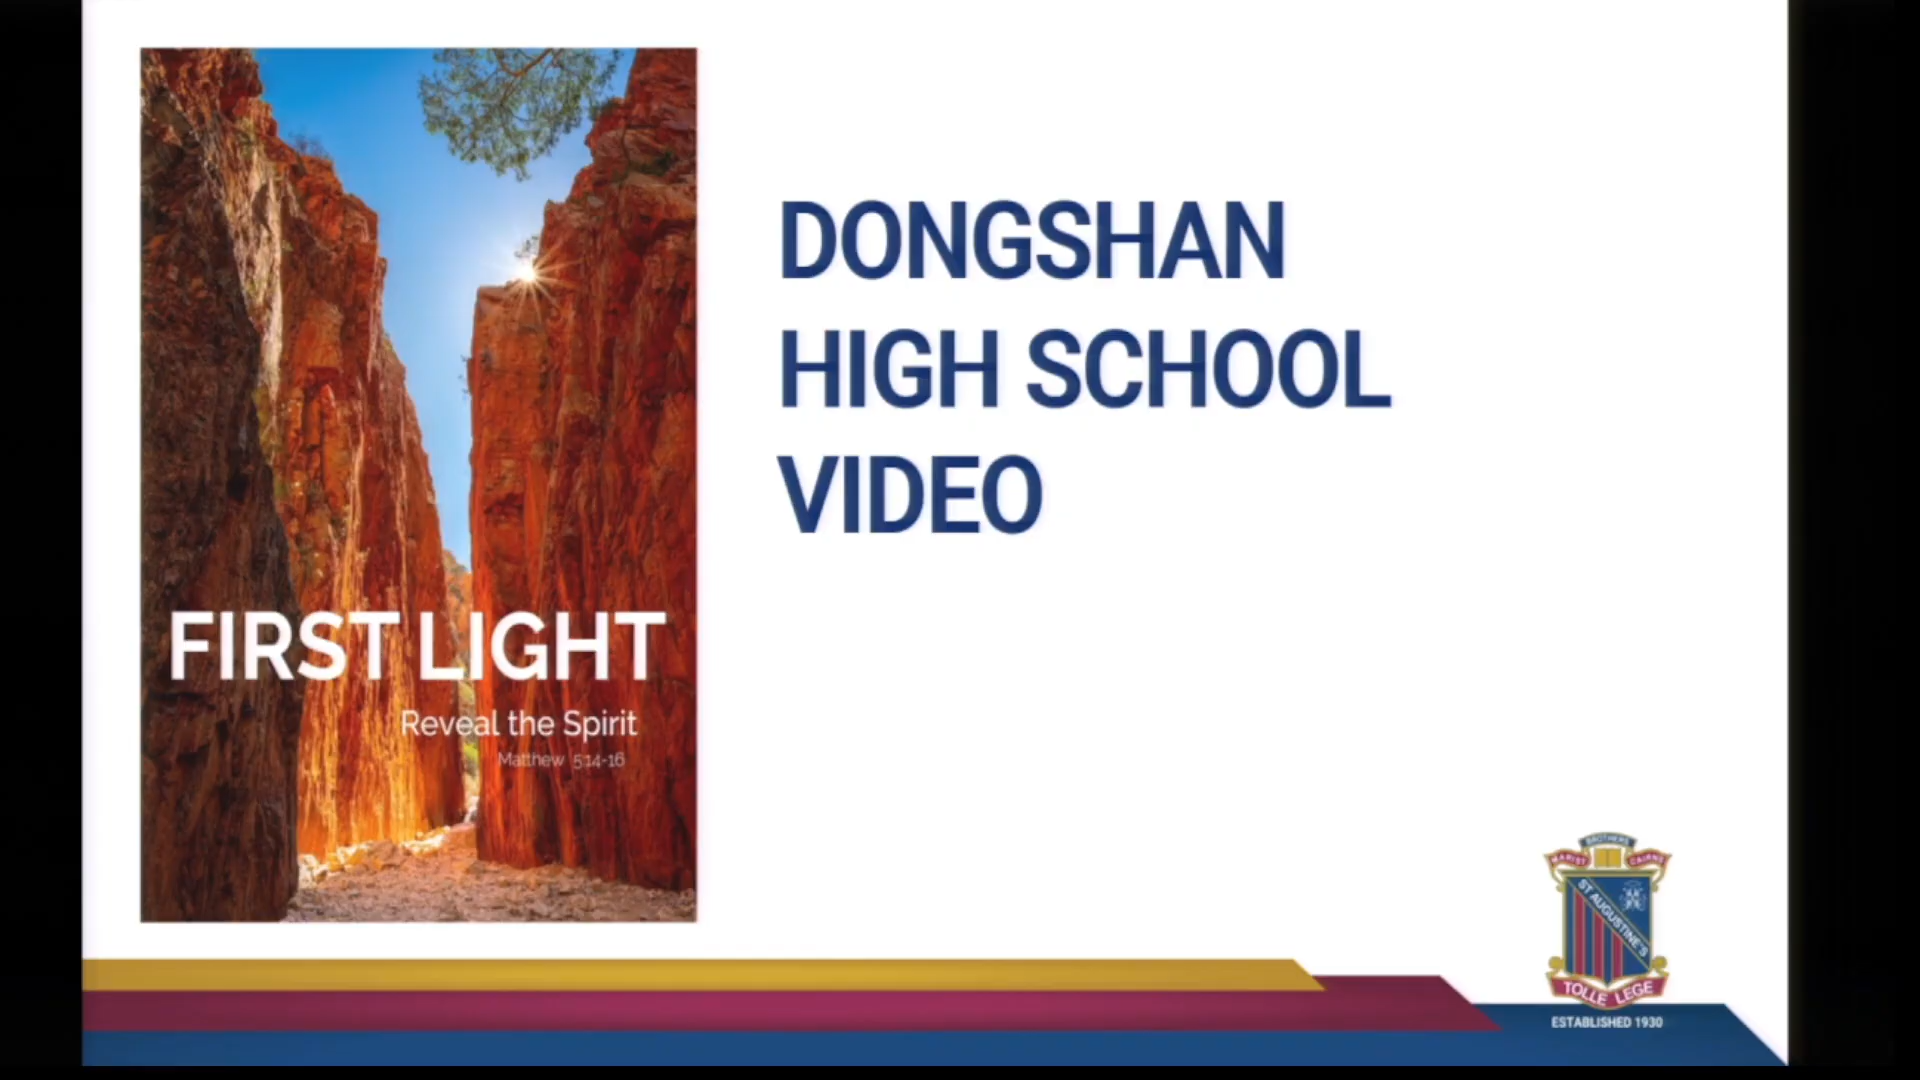 DONGSHAN
HIGH SCHOOL
VIDEO
FIRST LIGHT
Reveal the Spirit
Matthew 5:14-16
BROTHERS
MARIST CAIRNS
ST AUGUSTINE'S
TOLLE LEGE
ESTABLISHED 1930